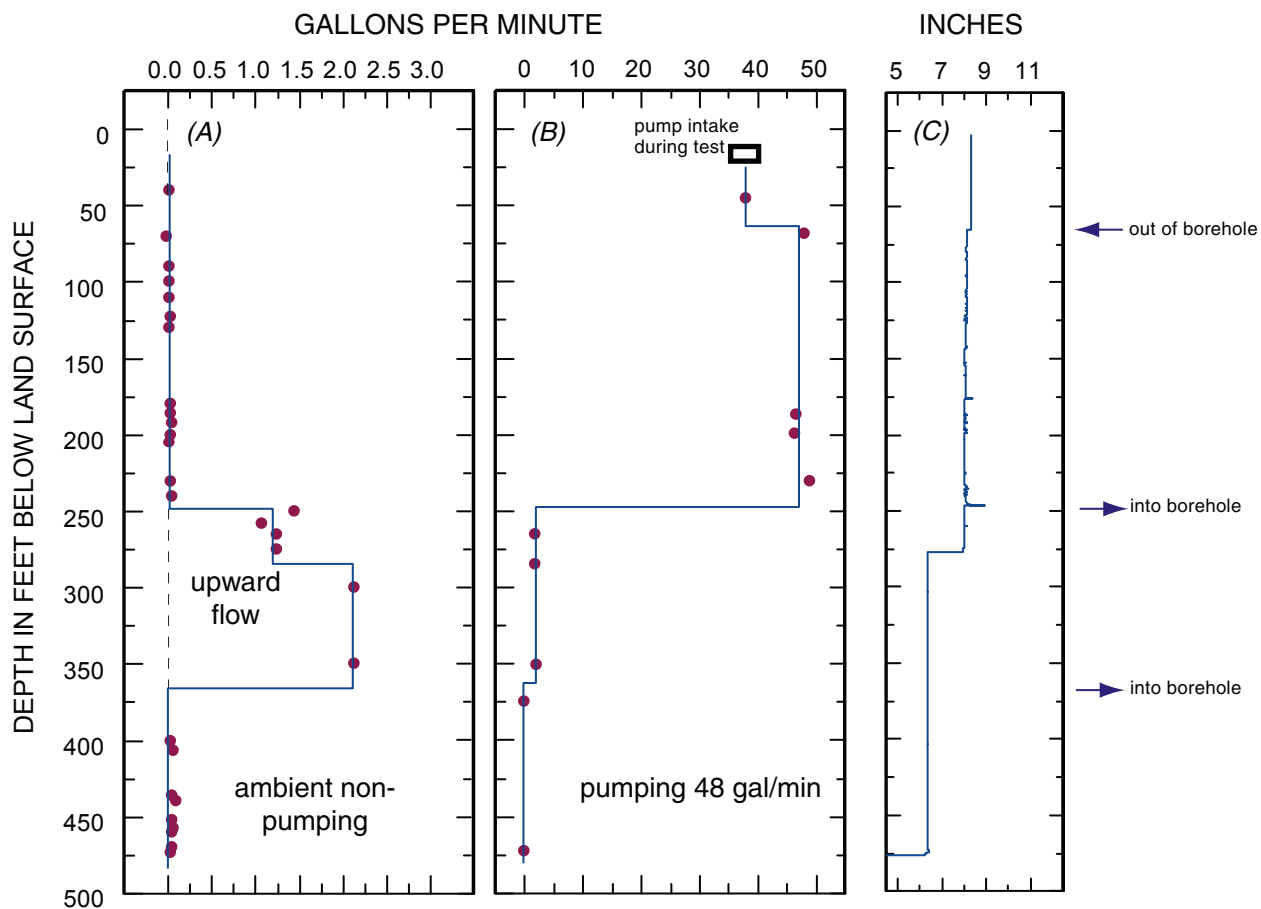 GALLONS PER MINUTE
INCHES
0.0 0.5 1.0 1.5 2.0 2.5 3.0
0 10 20 30 40 50
5 7 9 11
DEPTH IN FEET BELOW LAND SURFACE
0
50
100
150
200
250
300
350
400
450
500
(A)
upward
flow
ambient non-
pumping
(B)
pump intake
during test
pumping 48 gal/min
(C)
out of borehole
into borehole
into borehole